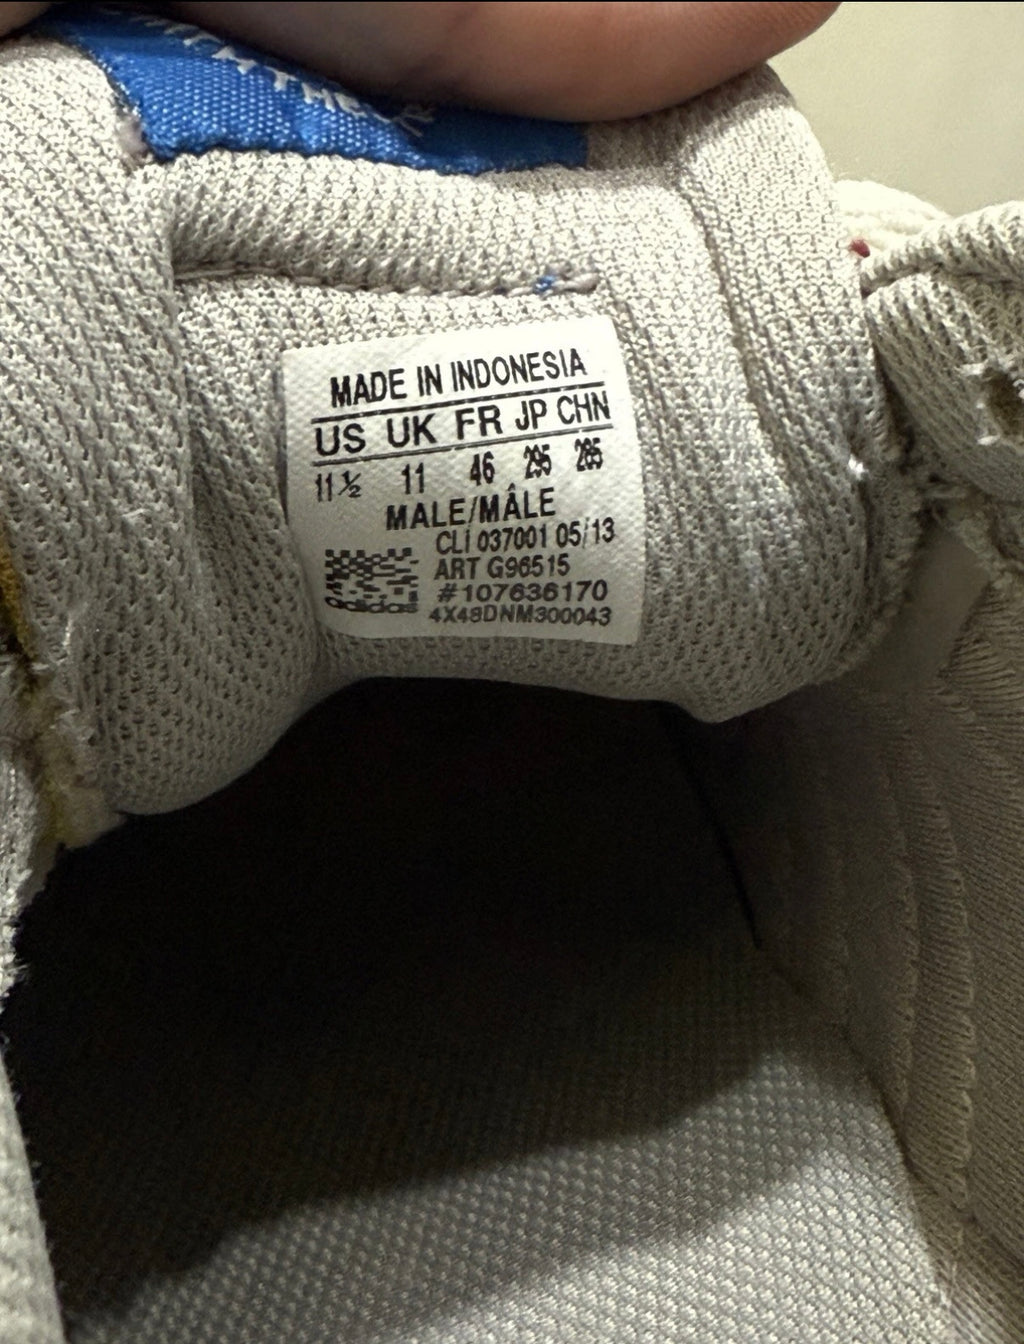 THE
MADE IN INDONESIA
US UK FR JP CHN
11½ 11 46 295 285
MALE/MÂLE
CLI 037001 05/13
ART G96515
#107636170
adidas 4X48DNM300043